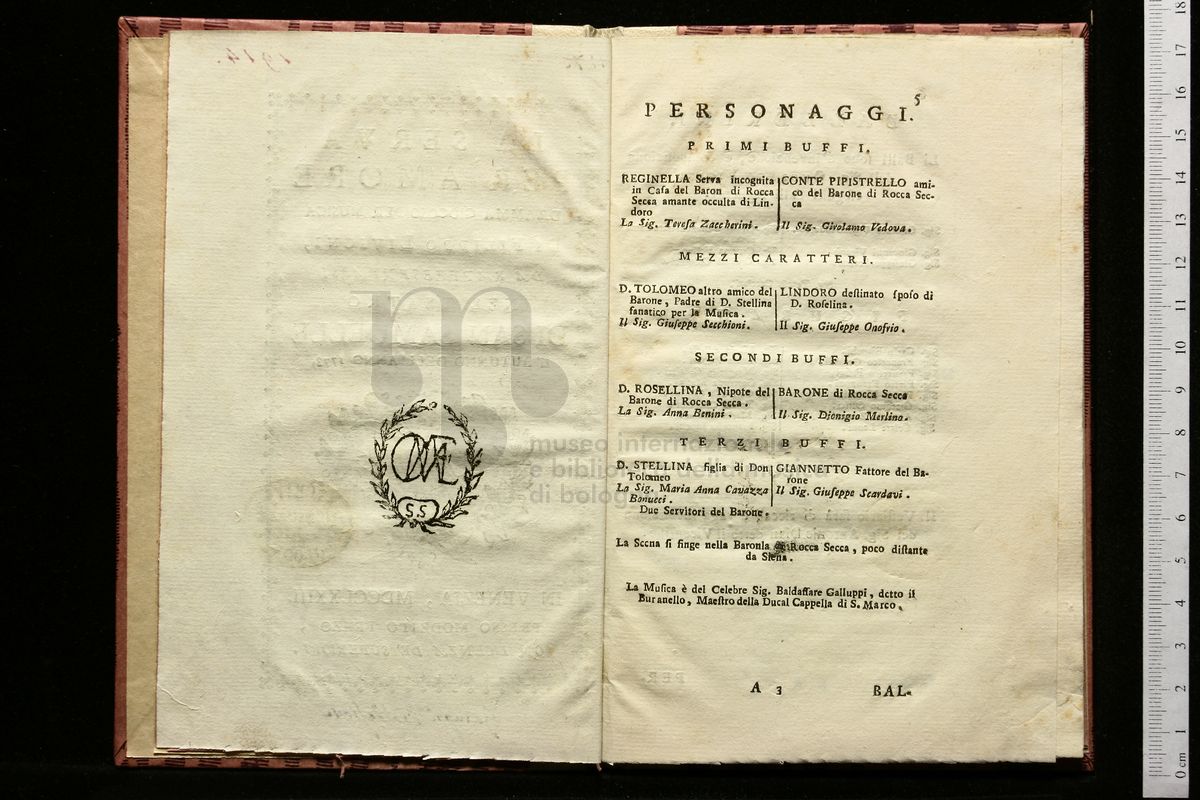 1914.
S.S
museo internazionale
e biblioteca della musica
di bologna
5
PERSONAGGI.
PRIMI BUFFI.
REGINELLA Serva incognita
in Casa del Baron di Rocca
Secca amante occulta di Lin-
doro
La Sig. Teresa Zaccherini.
CONTE PIPISTRELLO ami-
co del Barone di Rocca Sec-
ca
Il Sig. Girolamo Vedova.
MEZZI CARATTERI.
D. TOLOMEO altro amico del
Barone, Padre di D. Stellina
fanatico per la Musica.
Il Sig. Giuseppe Secchioni.
LINDORO destinato sposo di
D. Roselina.
Il Sig. Giuseppe Onofrio.
SECONDI BUFFI.
D. ROSELLINA, Nipote del
Barone di Rocca Secca.
La Sig. Anna Benini.
BARONE di Rocca Secca
Il Sig. Dionigio Merlino.
TERZI BUFFI.
D. STELLINA figlia di Don
Tolomeo
La Sig. Maria Anna Cavazza
Bonucci.
Due Servitori del Barone.
GIANNETTO Fattore del Ba-
rone
Il Sig. Giuseppe Scardavi.
La Scena si finge nella Baronia di Rocca Secca, poco distante
da Siena.
La Musica è del Celebre Sig. Baldassare Galluppi, detto il
Buranello, Maestro della Ducal Cappella di S. Marco.
A 3
BAL-